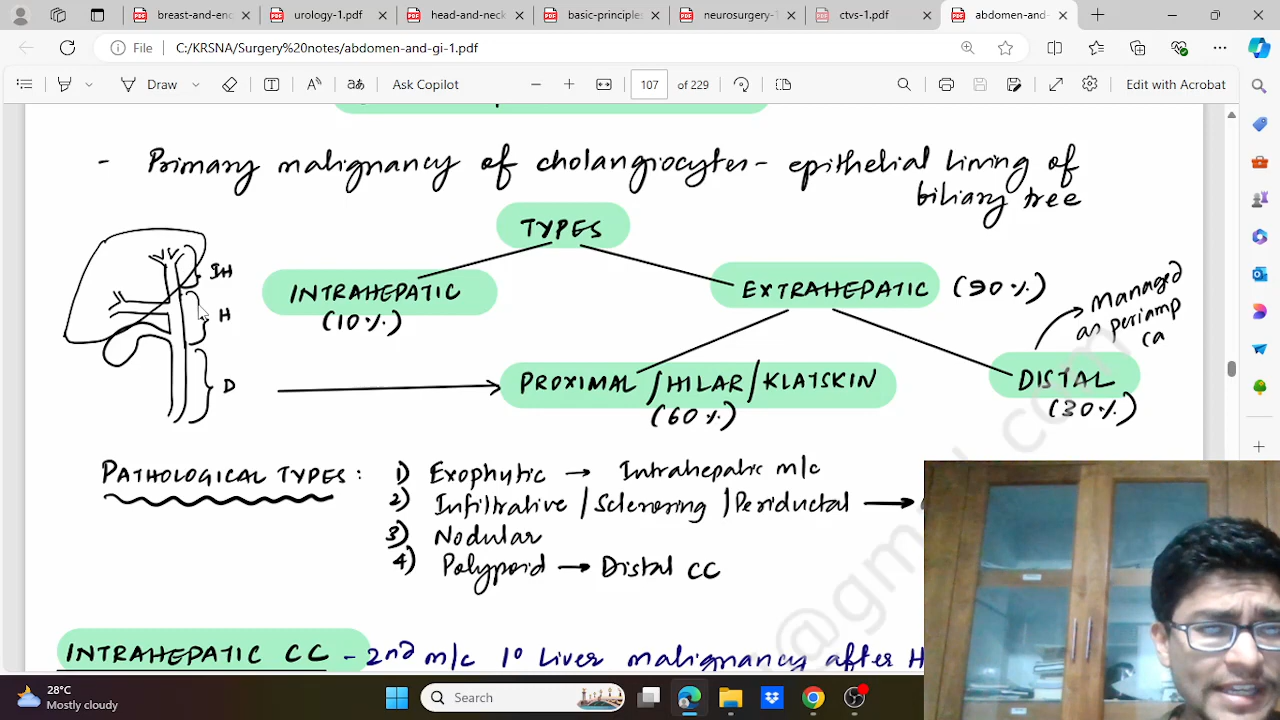 breast-and-en
urology-1.pdf
head-and-neck
basic-principles
neurosurgery-1
ctvs-1.pdf
abdomen-and-
File C:/KRSNA/Surgery%20notes/abdomen-and-gi-1.pdf
Draw Ask Copilot 107 of 229 Edit with Acrobat
- Primary malignancy of cholangiocytes - epithelial lining of
biliary tree
TYPES
IH
H
D
INTRAHEPATIC
(10%)
EXTRAHEPATIC (90%)
Managed
as periamp
ca
PROXIMAL /HILAR/KLATSKIN
(60%)
DISTAL
(30%)
PATHOLOGICAL TYPES :
1) Exophytic → Intrahepatic m/c
2) Infiltrative /Sclerosing /Periductal →
3) Nodular
4) Polypoid → Distal CC
@gmail.com
INTRAHEPATIC CC - 2nd m/c 1° Liver malignancy after H
28°C
Mostly cloudy
Search